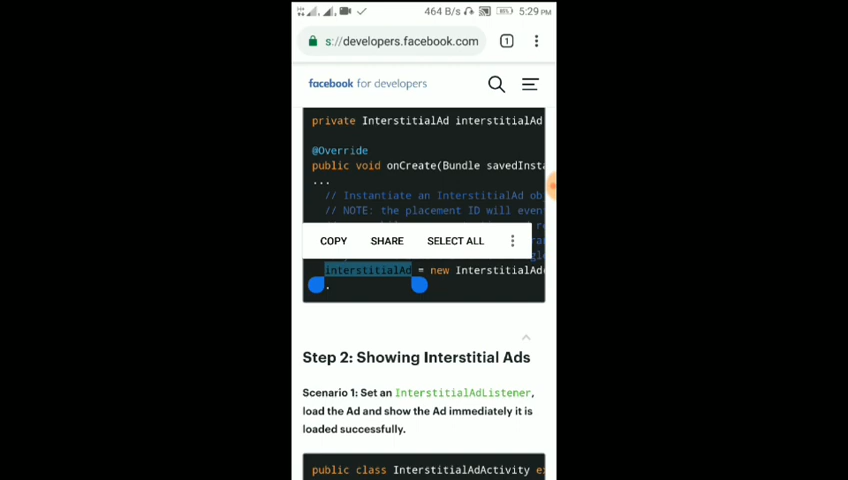 464 B/s 85% 5:29 PM
s://developers.facebook.com 1
facebook for developers
private InterstitialAd interstitialAd
@Override
public void onCreate(Bundle savedInsta
...
// Instantiate an InterstitialAd ob
// NOTE: the placement ID will even
COPY SHARE SELECT ALL
interstitialAd = new InterstitialAd(
.
Step 2: Showing Interstitial Ads
Scenario 1: Set an InterstitialAdListener,
load the Ad and show the Ad immediately it is
loaded successfully.
public class InterstitialAdActivity e